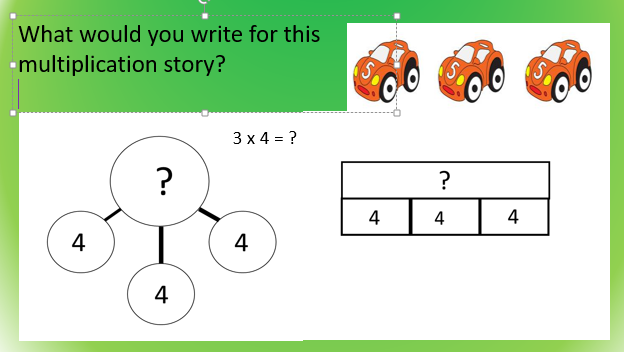 What would you write for this
multiplication story?
5 5 5
3 x 4 = ?
?
4 4
4
?
4 4 4